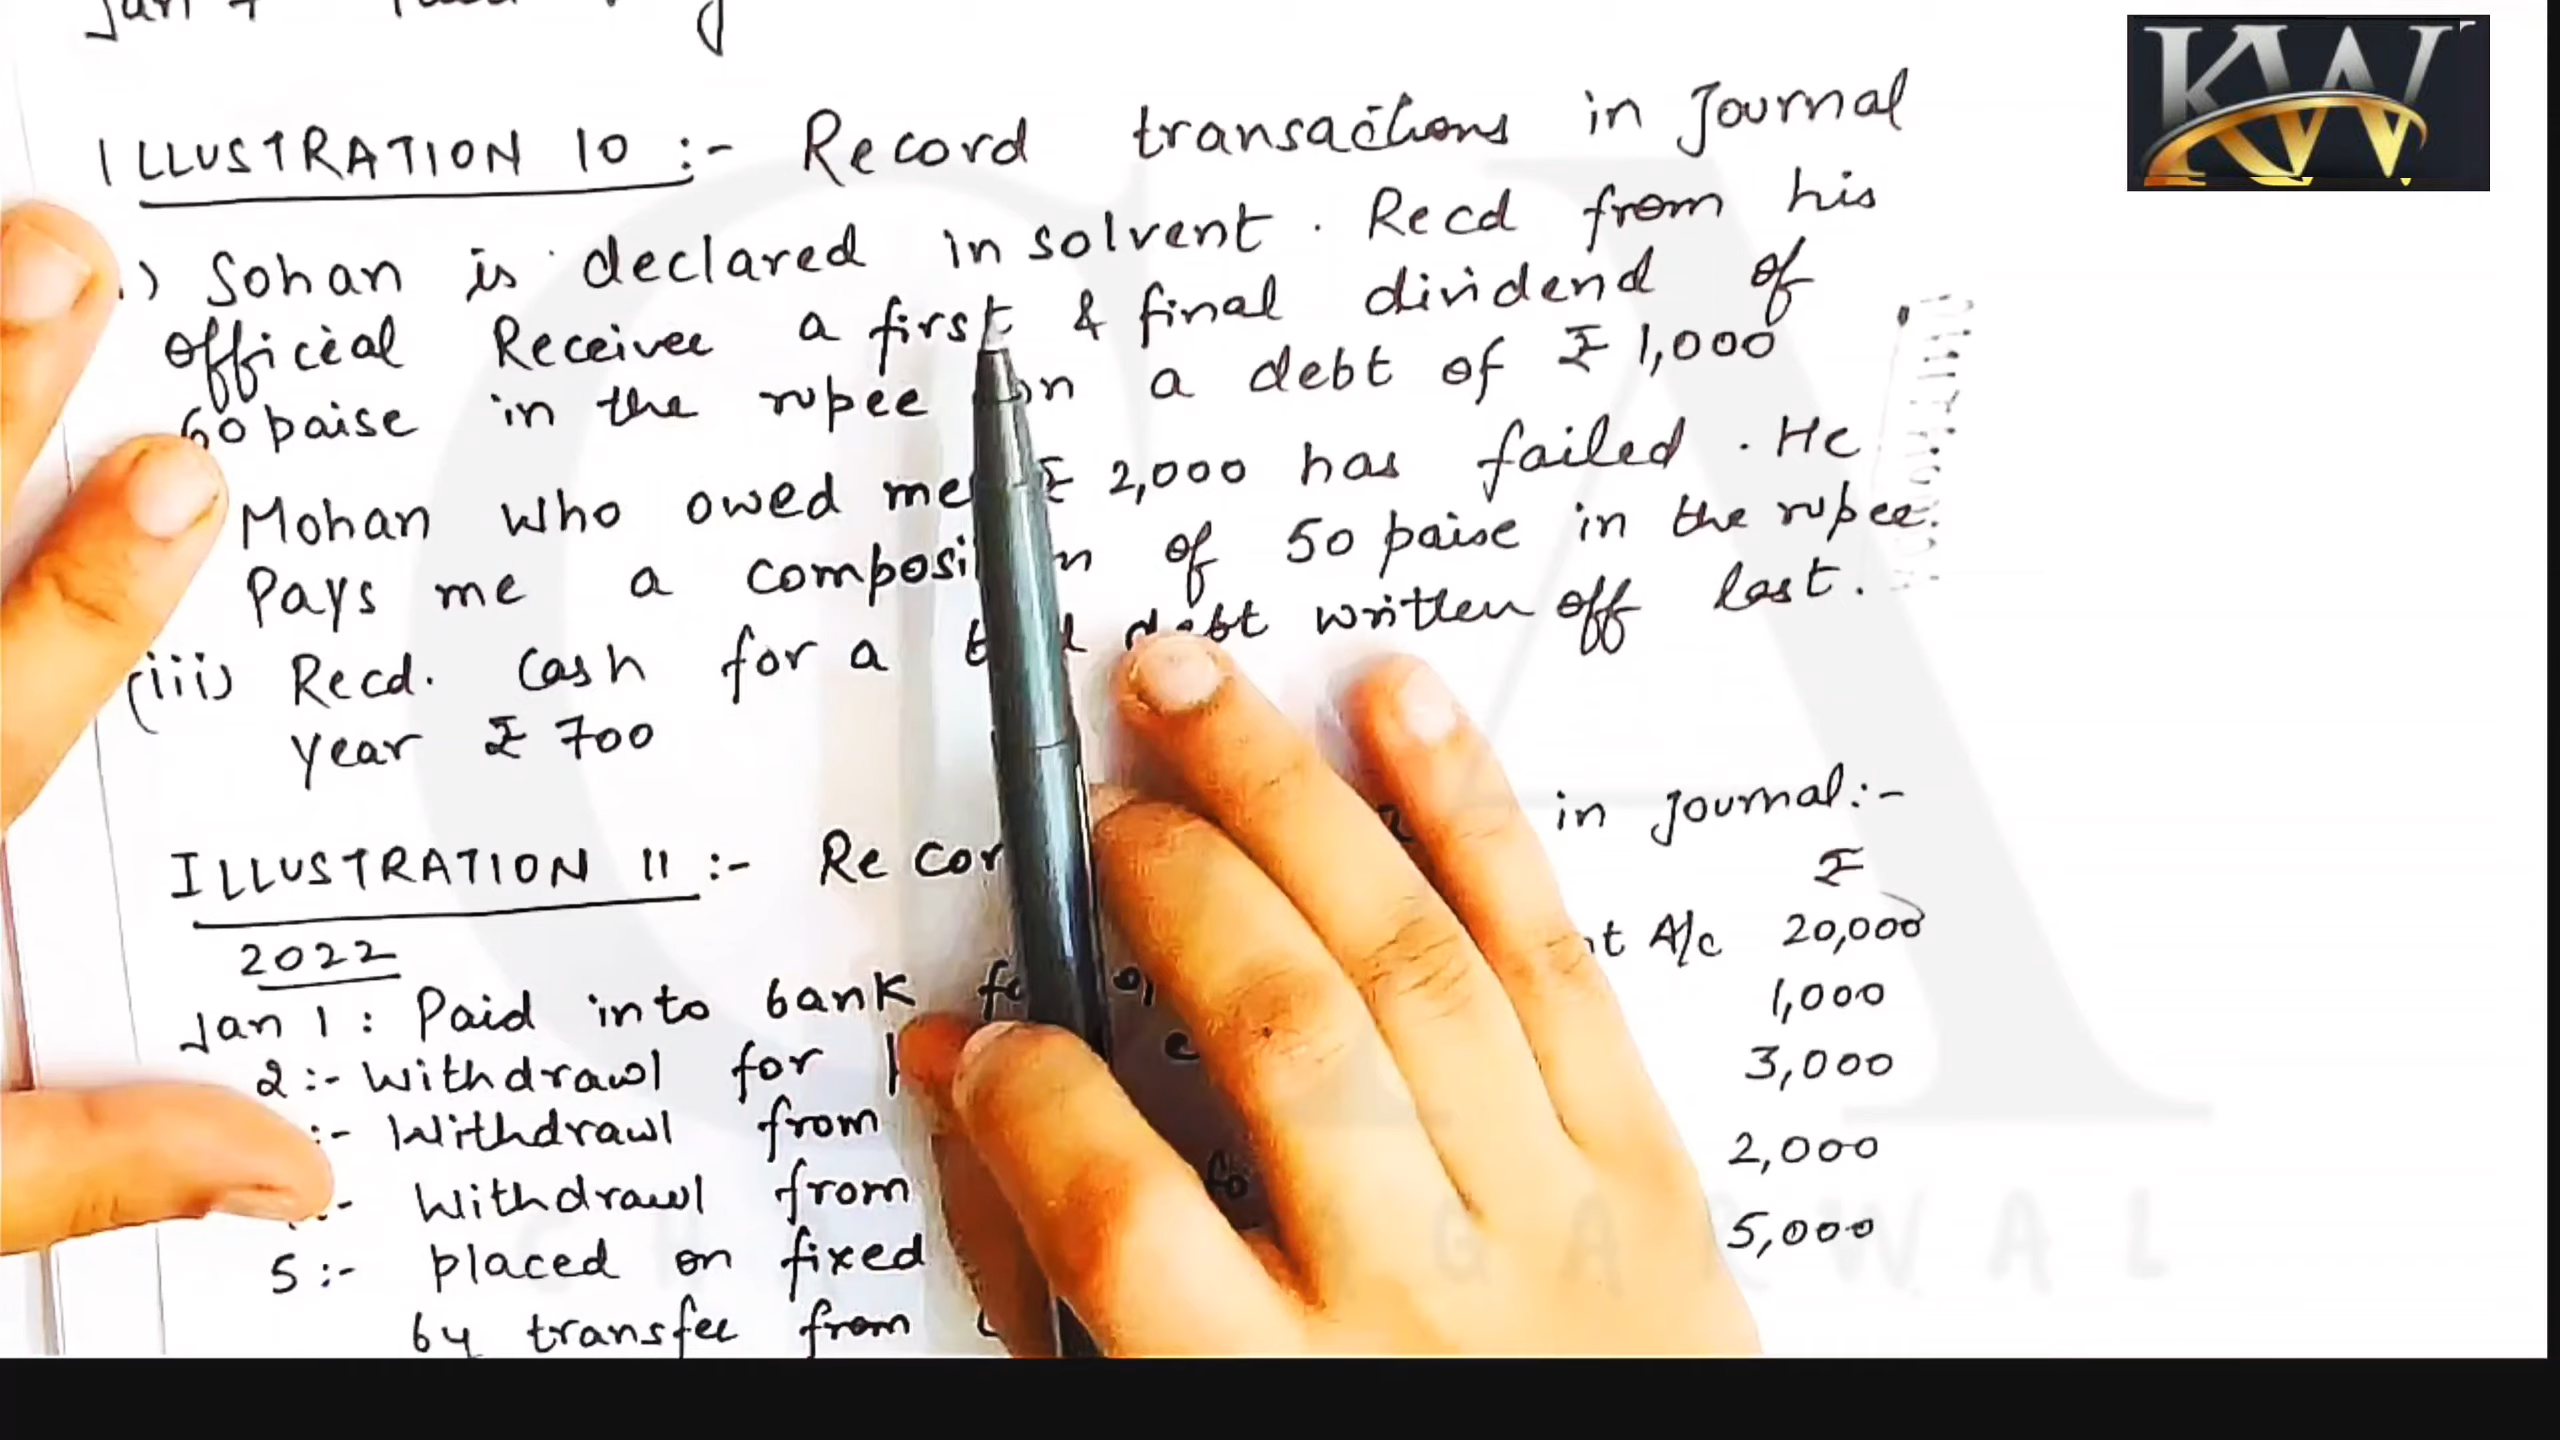 KW
ILLUSTRATION 10 :- Record transactions in Journal
Sohan is declared insolvent. Recd from his
official Receiver a first & final dividend of
60 paise in the rupee on a debt of ₹ 1,000
Mohan who owed me ₹ 2,000 has failed. He
Pays me a of 50 paise in the rupee.
(iii) Recd. Cash for a debt written off last.
year ₹ 700
ILLUSTRATION 11 :- in Journal:-
₹
2022
A/c 20,000
Jan 1 : Paid into bank
1,000
2 :- Withdrawl for
3,000
:- Withdrawl from
2,000
:- Withdrawl from
5,000
5 :- placed on fixed
by transfer from